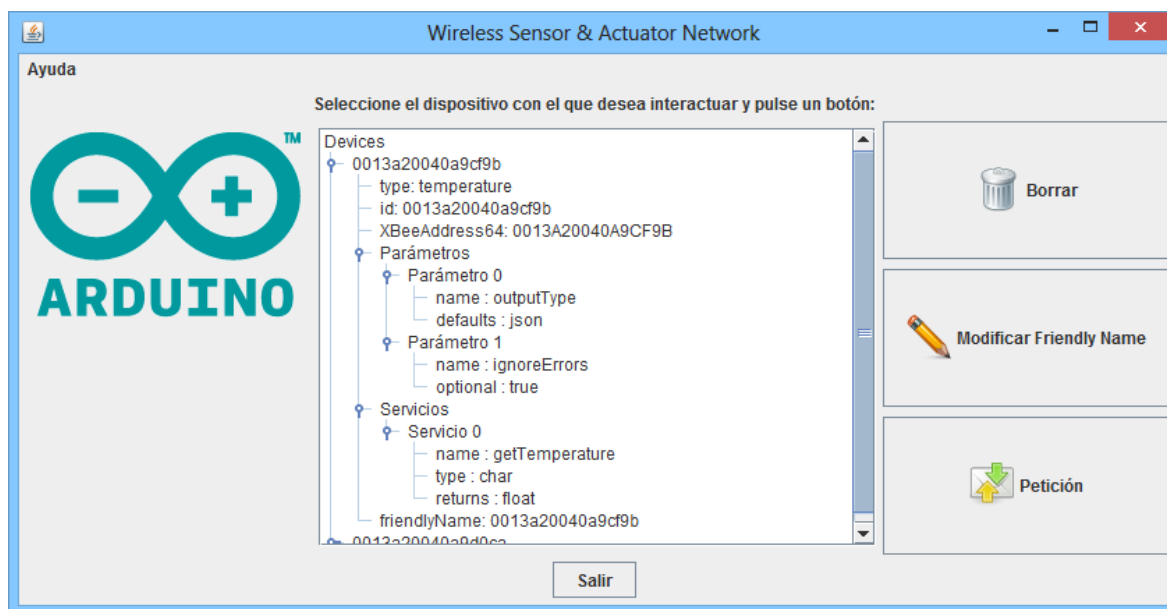 Wireless Sensor & Actuator Network
Ayuda
Seleccione el dispositivo con el que desea interactuar y pulse un botón:
TM
ARDUINO
Devices
0013a20040a9cf9b
type: temperature
id: 0013a20040a9cf9b
XBeeAddress64: 0013A20040A9CF9B
Parámetros
Parámetro 0
name : outputType
defaults : json
Parámetro 1
name : ignoreErrors
optional : true
Servicios
Servicio 0
name : getTemperature
type : char
returns : float
friendlyName: 0013a20040a9cf9b
0013a20040a9d0ca
Borrar
Modificar Friendly Name
Petición
Salir